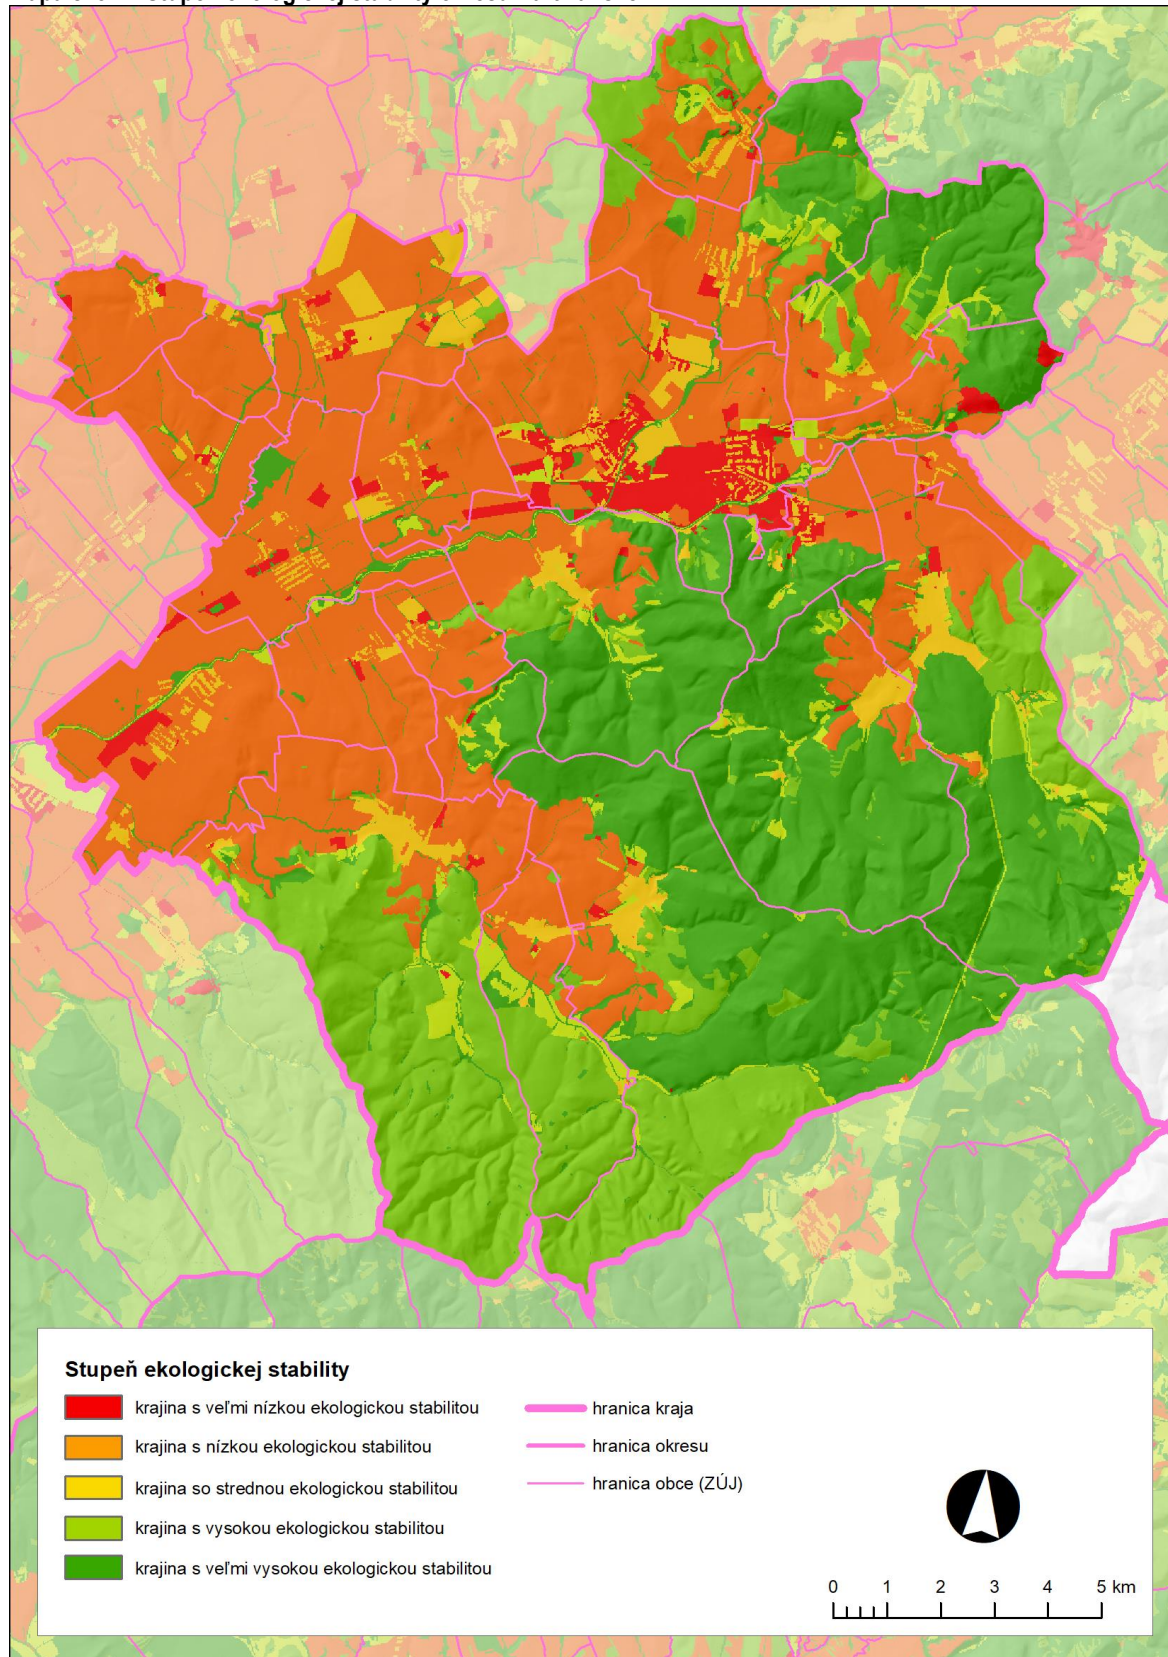 Stupeň ekologickej stability
krajina s veľmi nízkou ekologickou stabilitou
krajina s nízkou ekologickou stabilitou
krajina so strednou ekologickou stabilitou
krajina s vysokou ekologickou stabilitou
krajina s veľmi vysokou ekologickou stabilitou
hranica kraja
hranica okresu
hranica obce (ZÚJ)
0 1 2 3 4 5 km